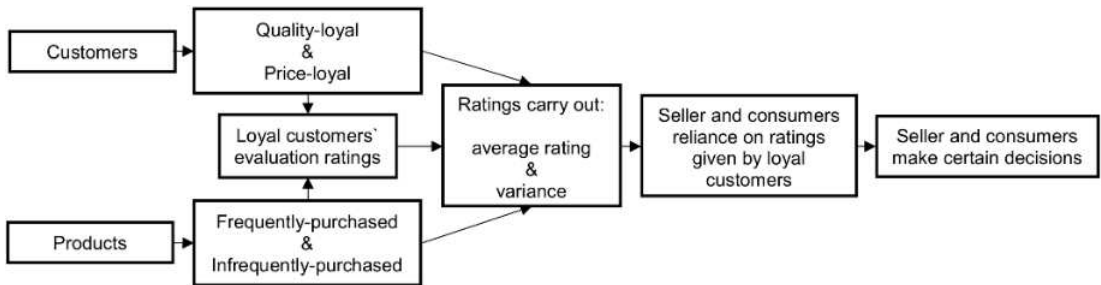 Customers
Quality-loyal
&
Price-loyal
Loyal customers`
evaluation ratings
Products
Frequently-purchased
&
Infrequently-purchased
Ratings carry out:
average rating
&
variance
Seller and consumers
reliance on ratings
given by loyal
customers
Seller and consumers
make certain decisions